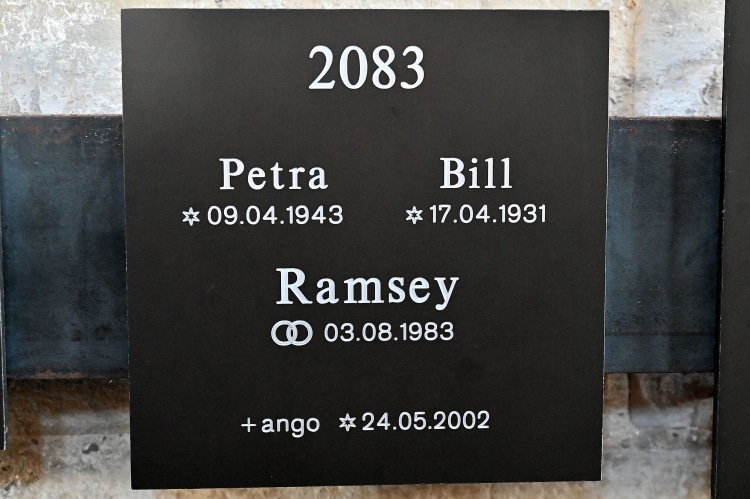 2083
Petra Bill
✡09.04.1943 ✡17.04.1931
Ramsey
⚭ 03.08.1983
+ango ✡24.05.2002